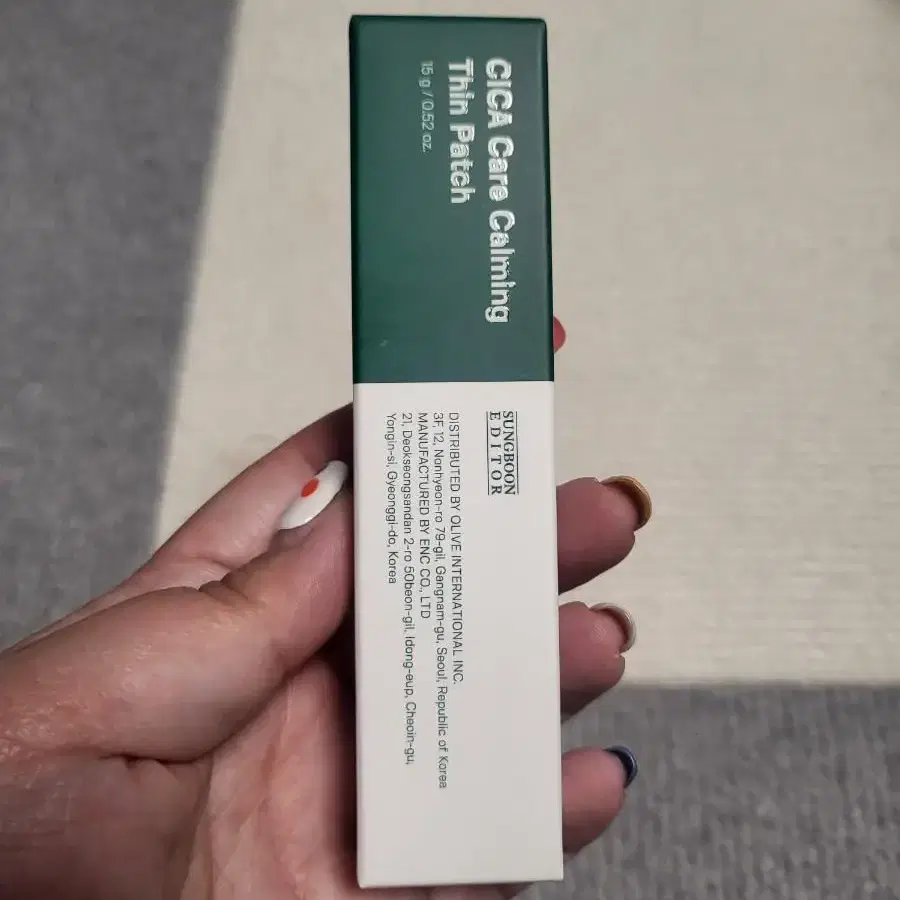 CICA Care Calming
Thin Patch
15 g / 0.52 oz.
SUNGBOON
EDITOR
DISTRIBUTED BY OLIVE INTERNATIONAL INC.
3F, 12, Nonhyeon-ro 79-gil, Gangnam-gu, Seoul, Republic of Korea
MANUFACTURED BY ENC CO., LTD
21, Deokseongsandan 2-ro 50beon-gil, Idong-eup, Cheoin-gu,
Yongin-si, Gyeonggi-do, Korea